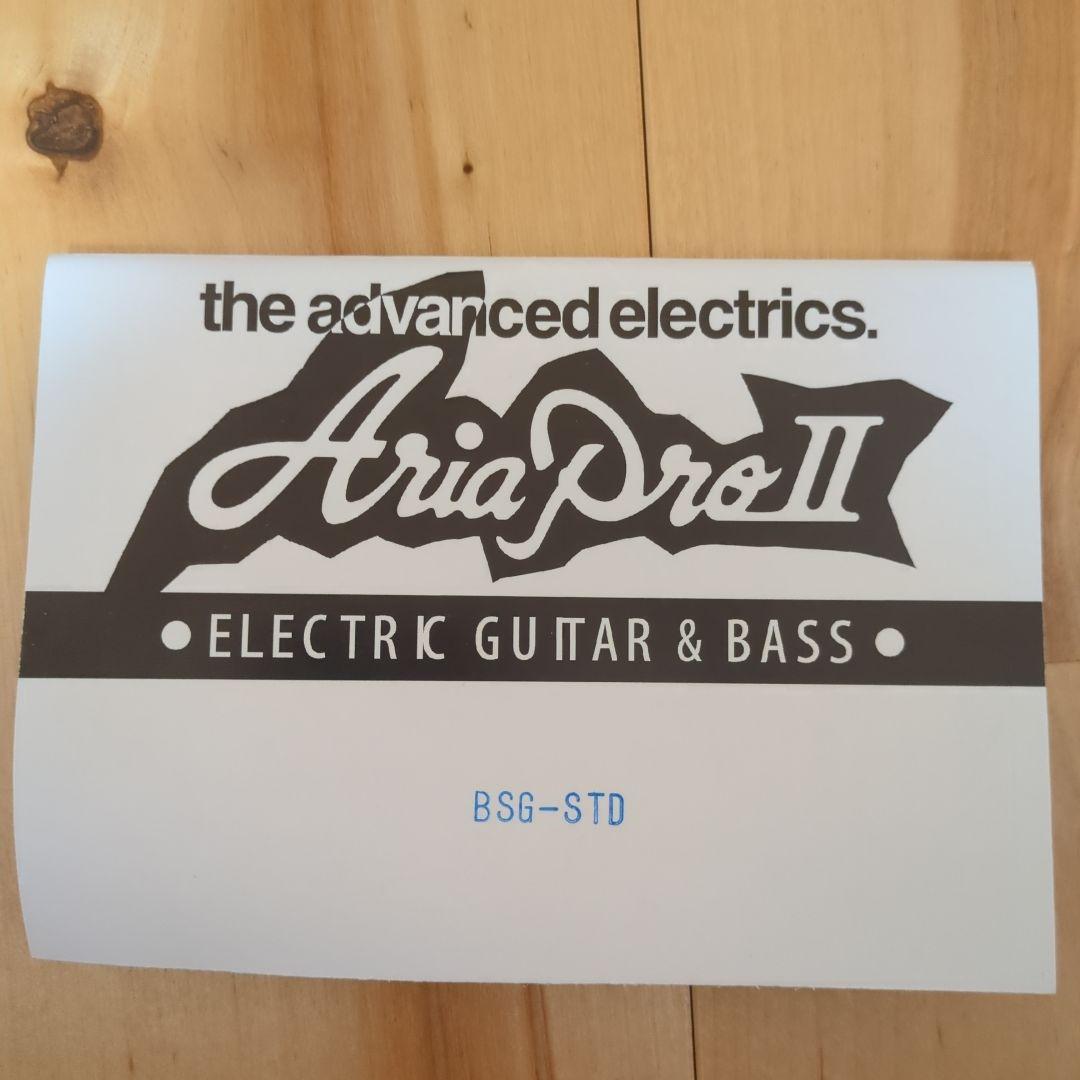 the advanced electrics.
Aria Pro II
• ELECTRIC GUITAR & BASS •
BSG-STD